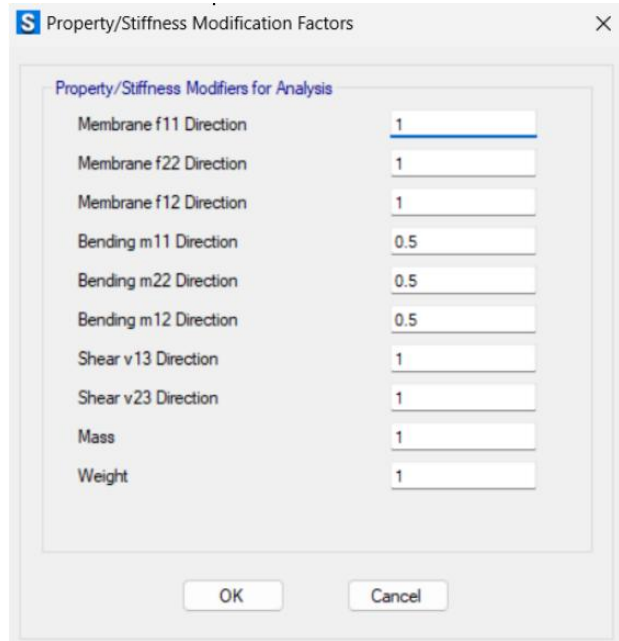 S Property/Stiffness Modification Factors
Property/Stiffness Modifiers for Analysis
Membrane f11 Direction 1
Membrane f22 Direction 1
Membrane f12 Direction 1
Bending m11 Direction 0.5
Bending m22 Direction 0.5
Bending m12 Direction 0.5
Shear v13 Direction 1
Shear v23 Direction 1
Mass 1
Weight 1
OK Cancel